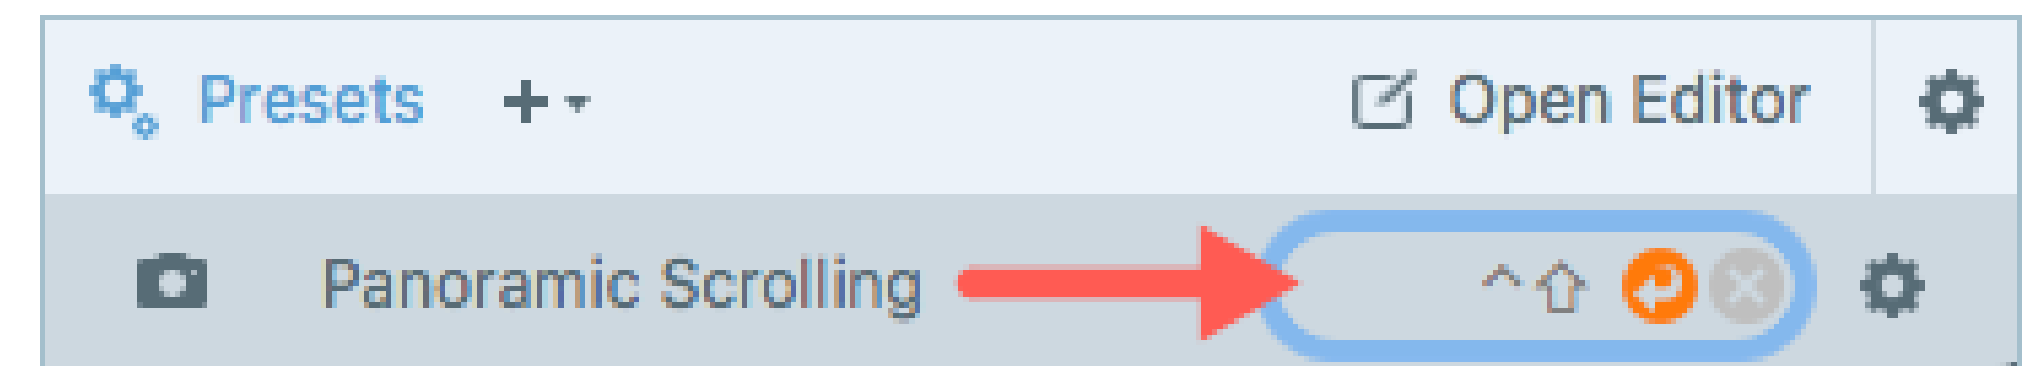 Presets + Open Editor
Panoramic Scrolling ^⇧